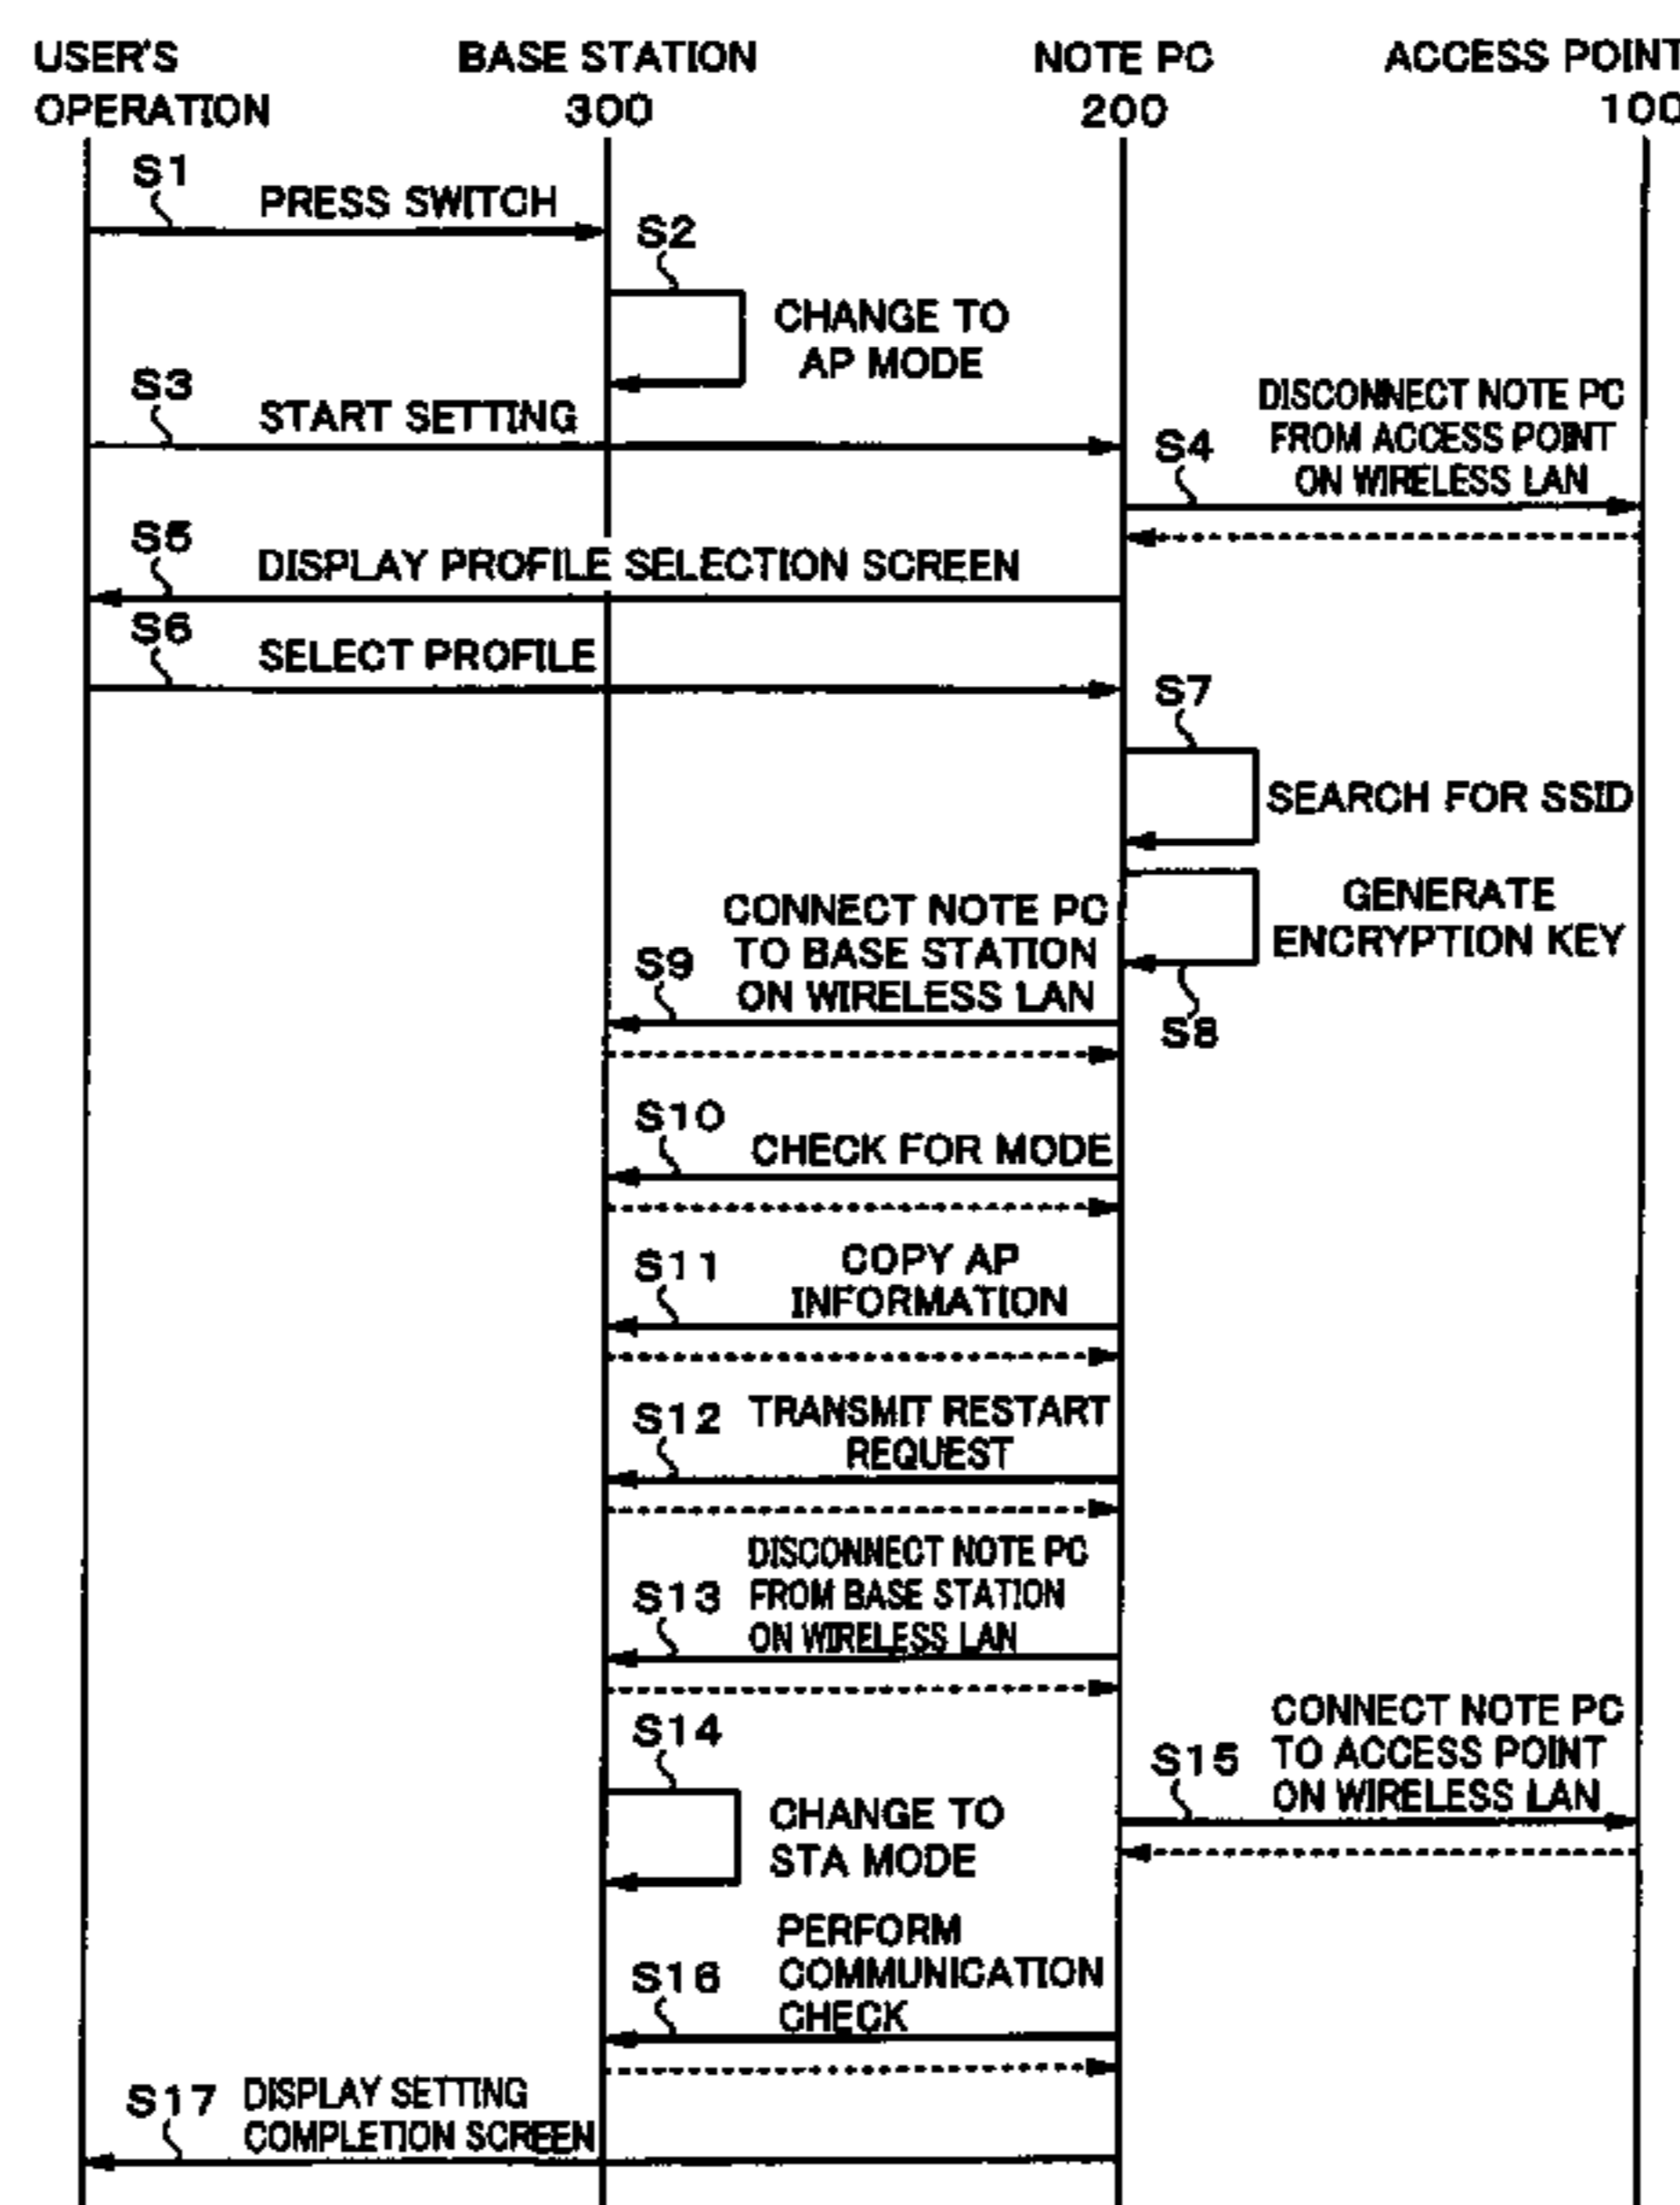 USER'S
OPERATION
BASE STATION
300
NOTE PC
200
ACCESS POINT
100
S1
PRESS SWITCH
S2
CHANGE TO
AP MODE
S3
START SETTING
S4
DISCONNECT NOTE PC
FROM ACCESS POINT
ON WIRELESS LAN
S5
DISPLAY PROFILE SELECTION SCREEN
S6
SELECT PROFILE
S7
SEARCH FOR SSID
GENERATE
ENCRYPTION KEY
S8
S9
CONNECT NOTE PC
TO BASE STATION
ON WIRELESS LAN
S10
CHECK FOR MODE
S11
COPY AP
INFORMATION
S12
TRANSMIT RESTART
REQUEST
S13
DISCONNECT NOTE PC
FROM BASE STATION
ON WIRELESS LAN
S14
CHANGE TO
STA MODE
S15
CONNECT NOTE PC
TO ACCESS POINT
ON WIRELESS LAN
S16
PERFORM
COMMUNICATION
CHECK
S17
DISPLAY SETTING
COMPLETION SCREEN